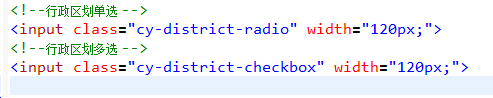 <!--行政区划单选-->
<input class="cy-district-radio" width="120px;">
<!--行政区划多选-->
<input class="cy-district-checkbox" width="120px;">